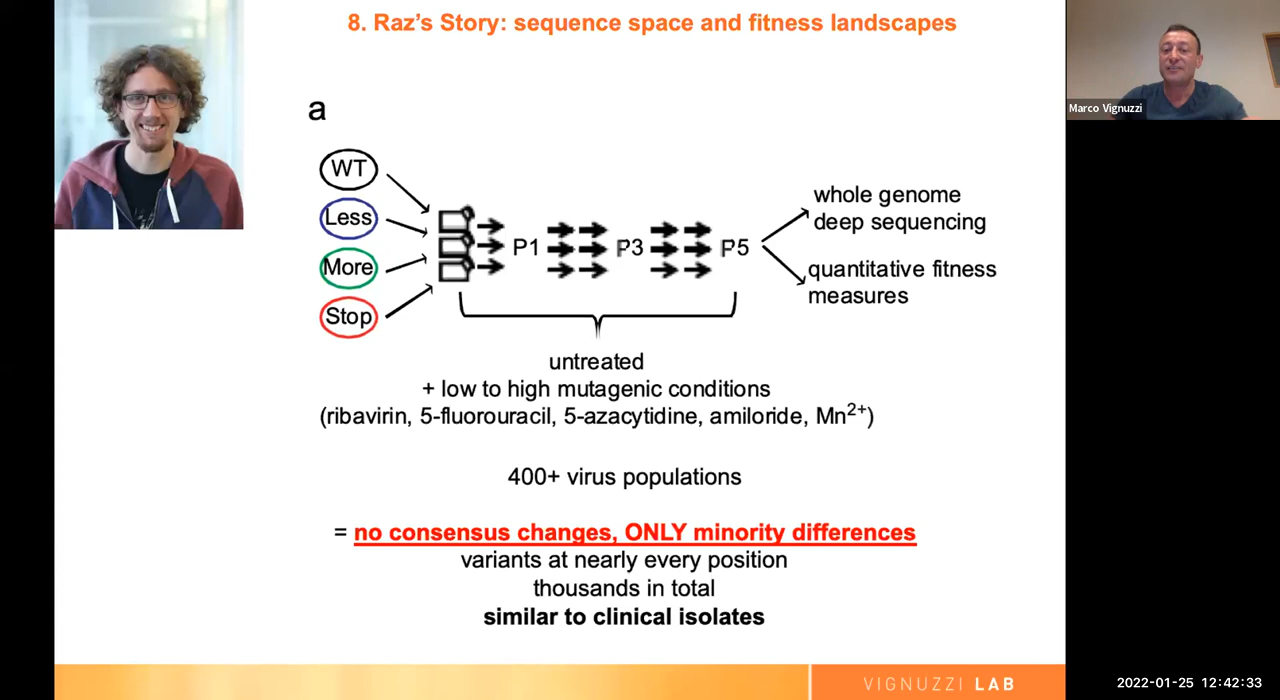 8. Raz's Story: sequence space and fitness landscapes
Marco Vignuzzi
a
WT
Less
More
Stop
P1
P3
P5
whole genome
deep sequencing
quantitative fitness
measures
untreated
+ low to high mutagenic conditions
(ribavirin, 5-fluorouracil, 5-azacytidine, amiloride, Mn2+)
400+ virus populations
= no consensus changes, ONLY minority differences
variants at nearly every position
thousands in total
similar to clinical isolates
VIGNUZZI LAB
2022-01-25 12:42:33